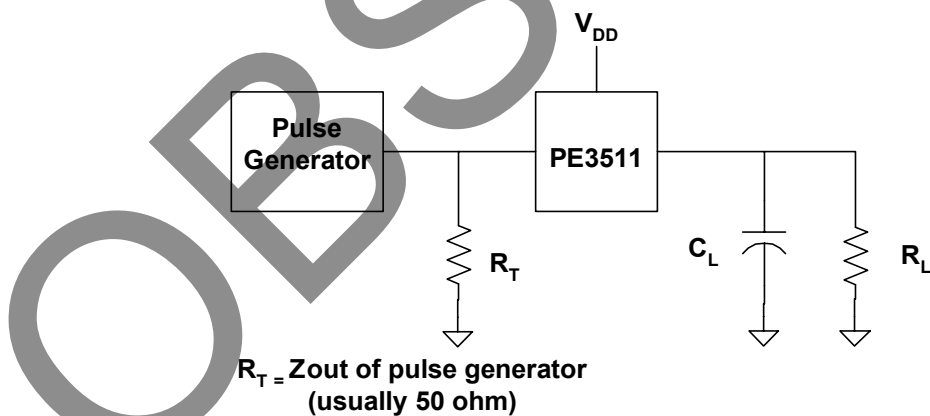 V_DD
Pulse
Generator
PE3511
R_T
C_L
R_L
R_T = Zout of pulse generator
(usually 50 ohm)
OBS